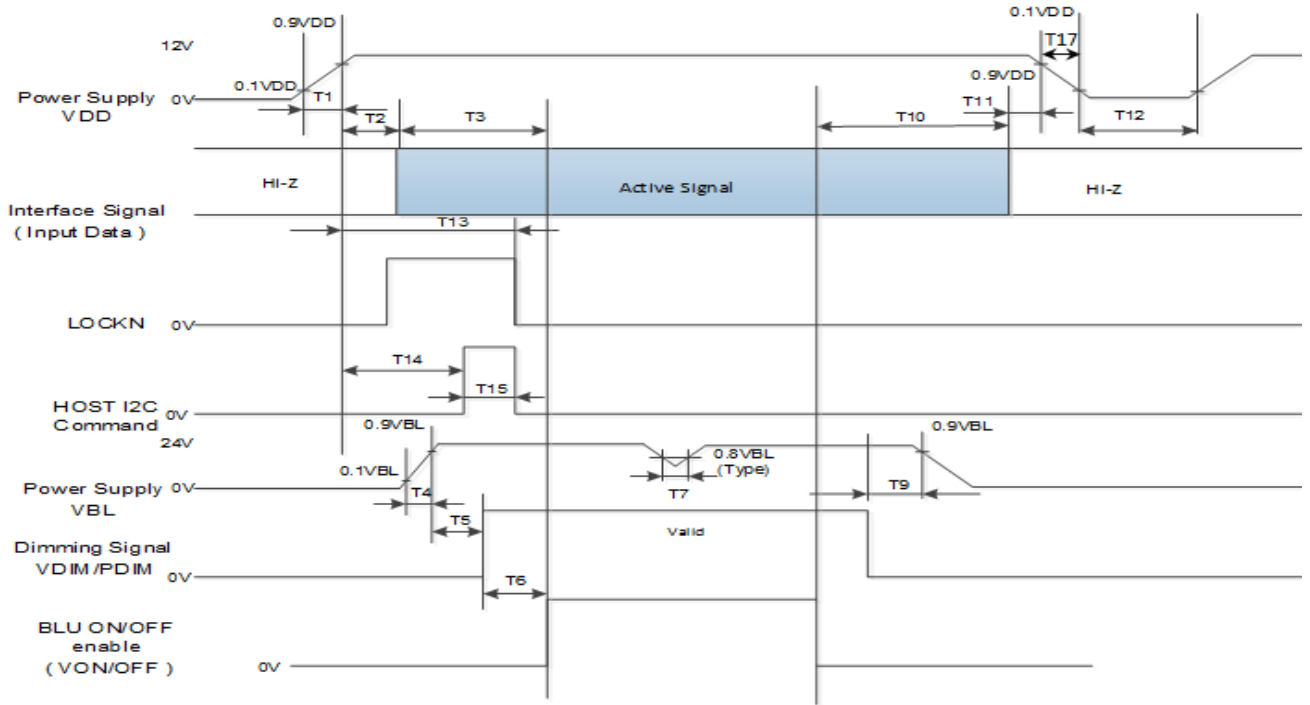 0.9VDD
0.1VDD
12V
T17
0.1VDD
0.9VDD
Power Supply
VDD
0V
T1
T2
T3
T10
T11
T12
HI-Z
Active Signal
HI-Z
Interface Signal
( Input Data )
T13
LOCKN
0V
T14
T15
HOST I2C
Command
0V
24V
0.9VBL
0.1VBL
0.8VBL
(Type)
0.9VBL
Power Supply
VBL
0V
T4
T7
T9
T5
Valid
Dimming Signal
VDIM/PDIM
0V
T6
BLU ON/OFF
enable
( VON/OFF )
0V